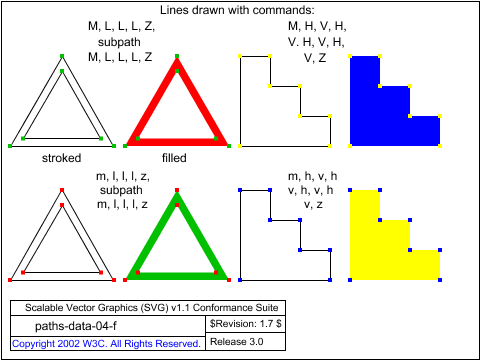 Lines drawn with commands:
M, L, L, L, Z,
subpath
M, L, L, L, Z
M, H, V, H,
V. H, V, H,
V, Z
stroked
filled
m, l, l, l, z,
subpath
m, l, l, l, z
m, h, v, h
v, h, v, h
v, z
Scalable Vector Graphics (SVG) v1.1 Conformance Suite
paths-data-04-f
$Revision: 1.7 $
Copyright 2002 W3C. All Rights Reserved.
Release 3.0